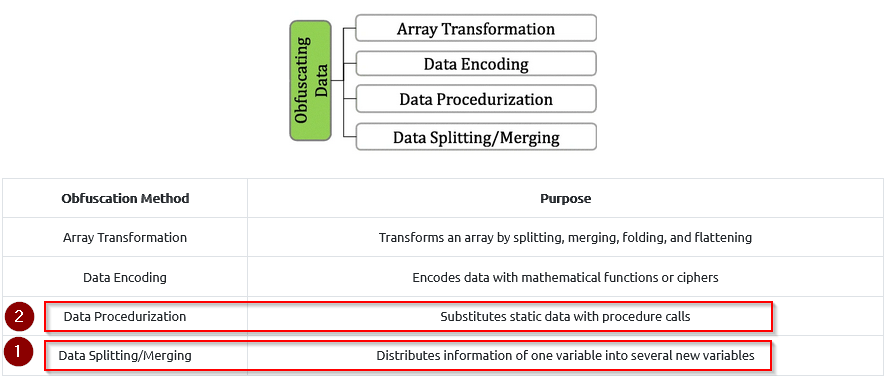 Obfuscating Data
Array Transformation
Data Encoding
Data Procedurization
Data Splitting/Merging
Obfuscation Method Purpose
Array Transformation Transforms an array by splitting, merging, folding, and flattening
Data Encoding Encodes data with mathematical functions or ciphers
2 Data Procedurization Substitutes static data with procedure calls
1 Data Splitting/Merging Distributes information of one variable into several new variables